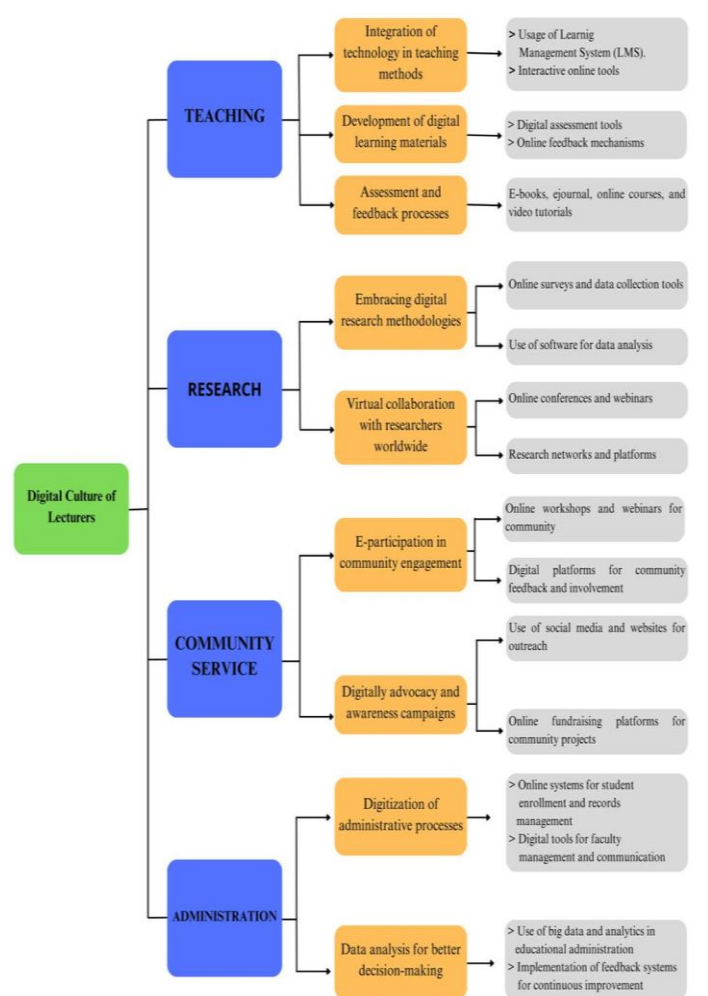 Digital Culture of
Lecturers
TEACHING
Integration of
technology in teaching
methods
> Usage of Learnig
Management System (LMS).
> Interactive online tools
Development of digital
learning materials
> Digital assessment tools
> Online feedback mechanisms
Assessment and
feedback processes
E-books, ejournal, online courses, and
video tutorials
RESEARCH
Embracing digital
research methodologies
Online surveys and data collection tools
Use of software for data analysis
Virtual collaboration
with researchers
worldwide
Online conferences and webinars
Research networks and platforms
COMMUNITY
SERVICE
E-participation in
community engagement
Online workshops and webinars for
community
Digital platforms for community
feedback and involvement
Digitally advocacy and
awareness campaigns
Use of social media and websites for
outreach
Online fundraising platforms for
community projects
ADMINISTRATION
Digitization of
administrative processes
> Online systems for student
enrollment and records
management
> Digital tools for faculty
management and communication
Data analysis for better
decision-making
> Use of big data and analytics in
educational administration
> Implementation of feedback systems
for continuous improvement